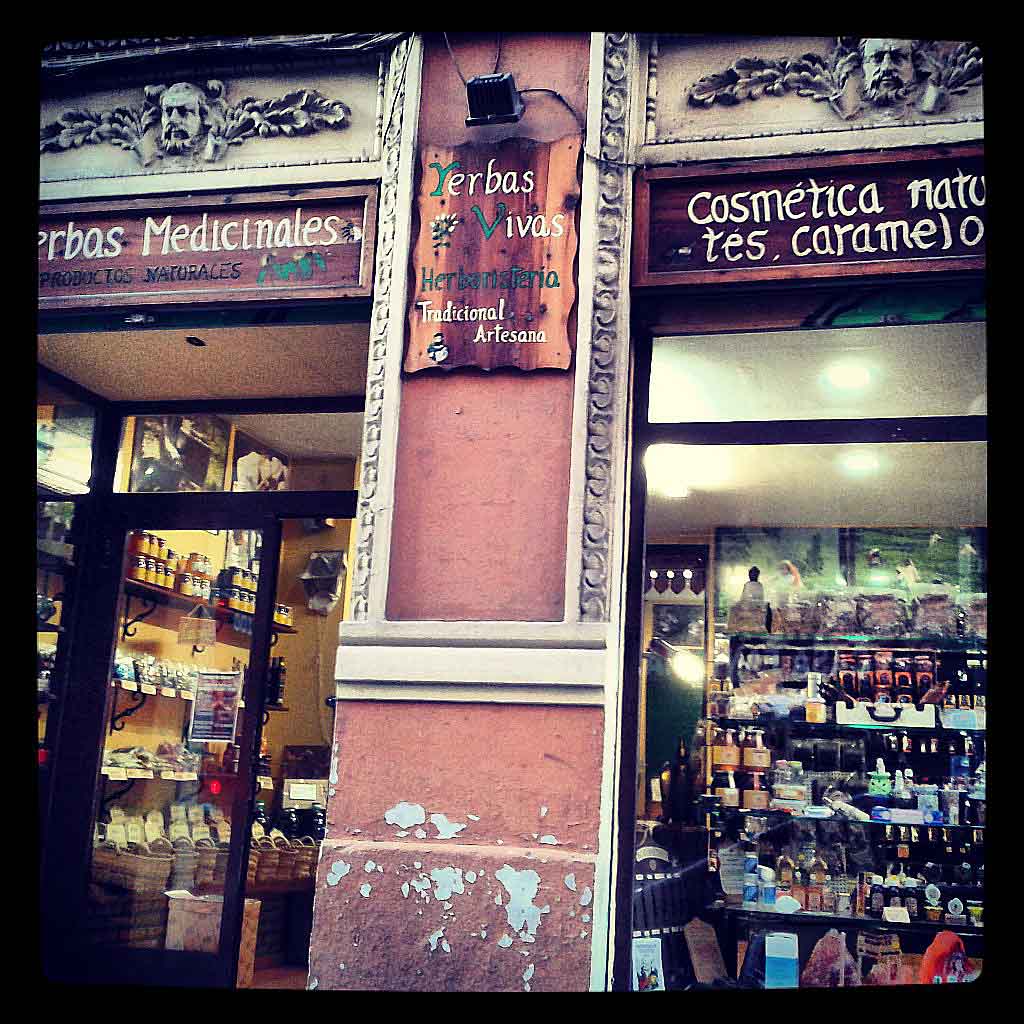 erbas Medicinales
PRODUCTOS NATURALES
Yerbas
Vivas
Herboristeria
Tradicional
Artesana
Cosmética natu
tés, caramelo